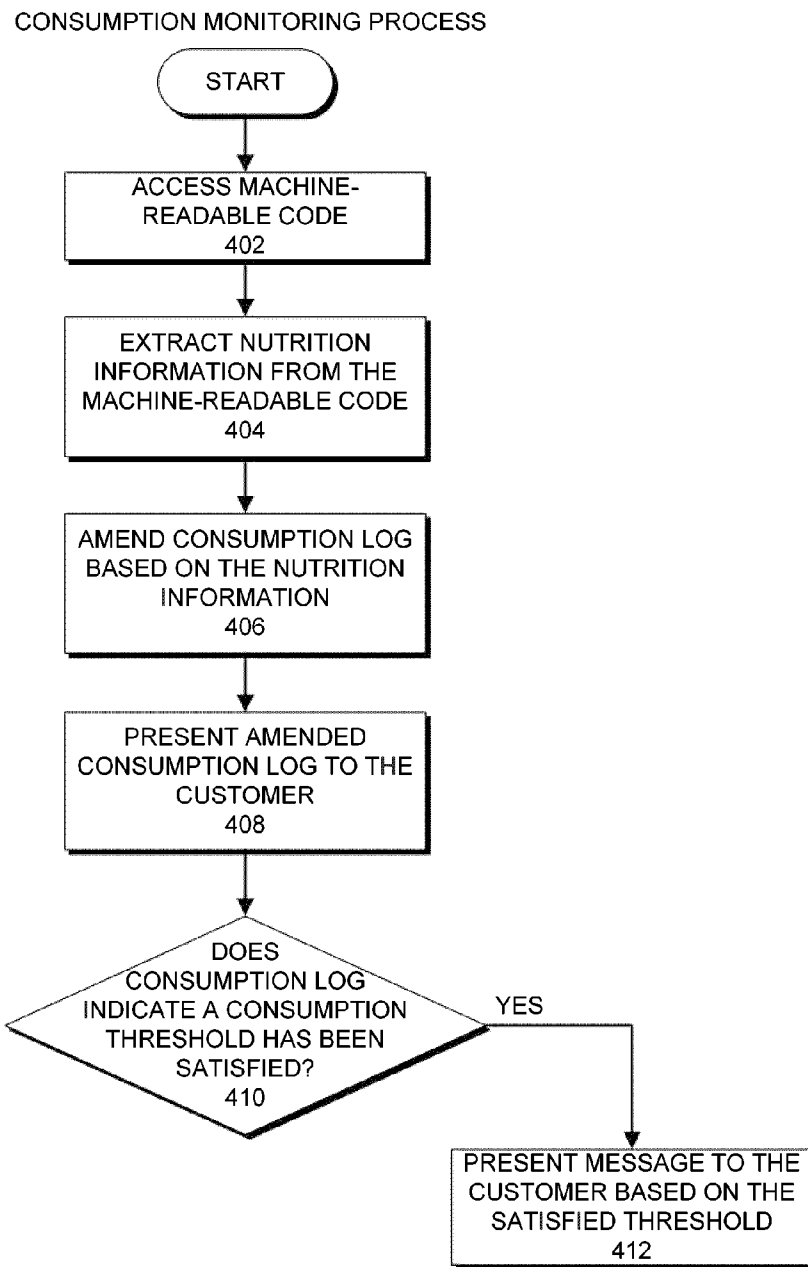 CONSUMPTION MONITORING PROCESS
START
ACCESS MACHINE-
READABLE CODE
402
EXTRACT NUTRITION
INFORMATION FROM THE
MACHINE-READABLE CODE
404
AMEND CONSUMPTION LOG
BASED ON THE NUTRITION
INFORMATION
406
PRESENT AMENDED
CONSUMPTION LOG TO THE
CUSTOMER
408
DOES
CONSUMPTION LOG
INDICATE A CONSUMPTION
THRESHOLD HAS BEEN
SATISFIED?
410
YES
PRESENT MESSAGE TO THE
CUSTOMER BASED ON THE
SATISFIED THRESHOLD
412